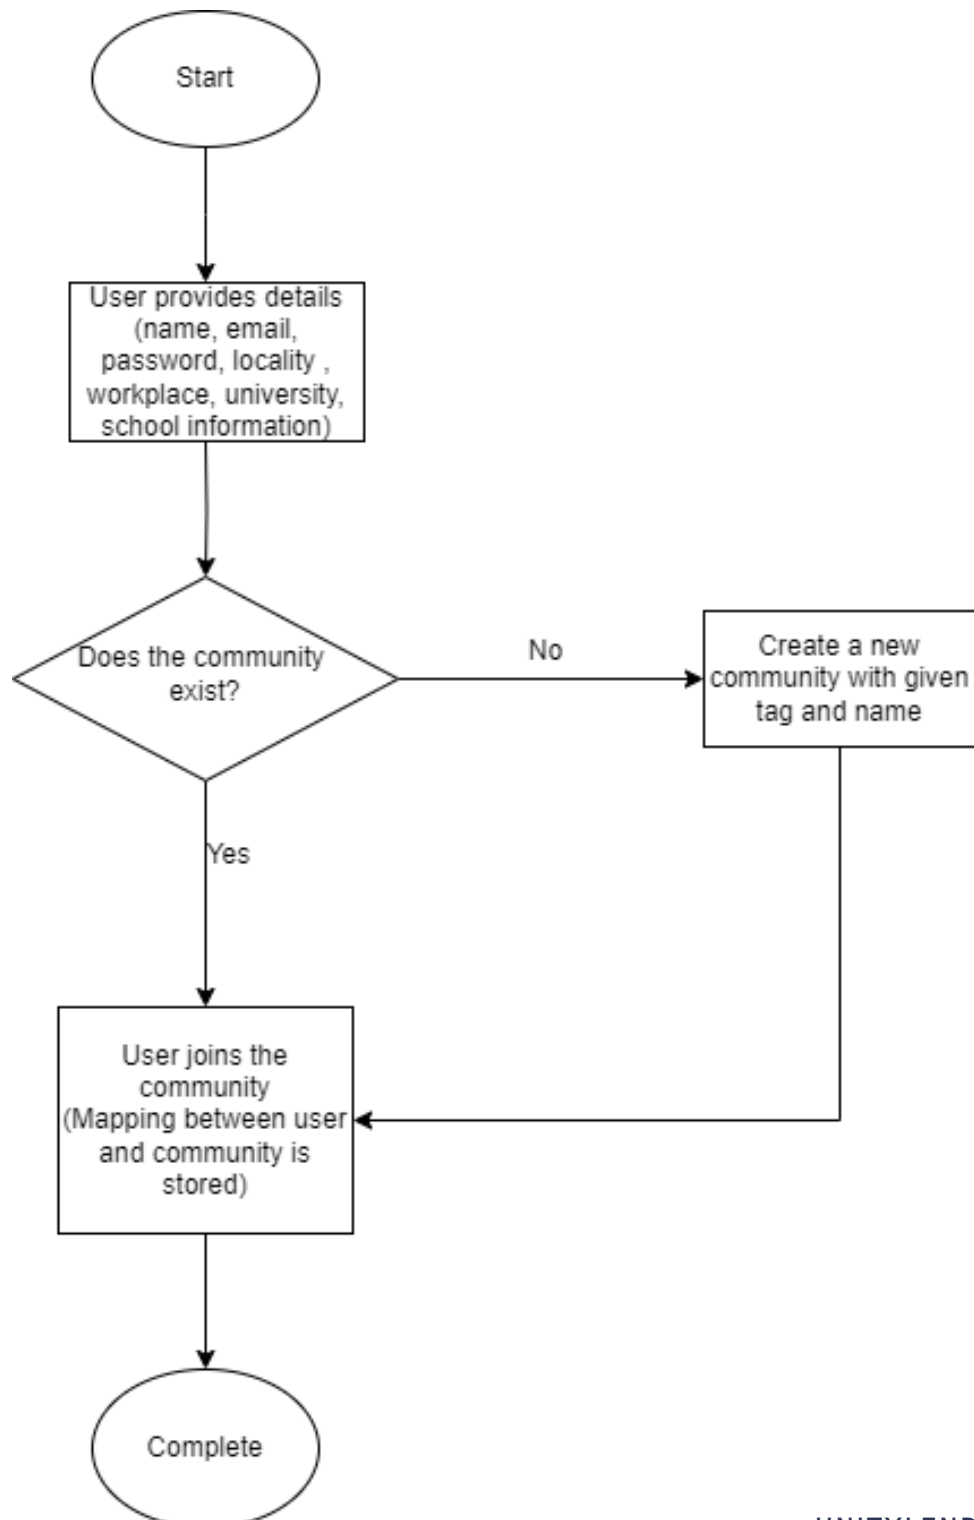 Start
User provides details
(name, email,
password, locality ,
workplace, university,
school information)
Does the community
exist?
No
Create a new
community with given
tag and name
Yes
User joins the
community
(Mapping between user
and community is
stored)
Complete